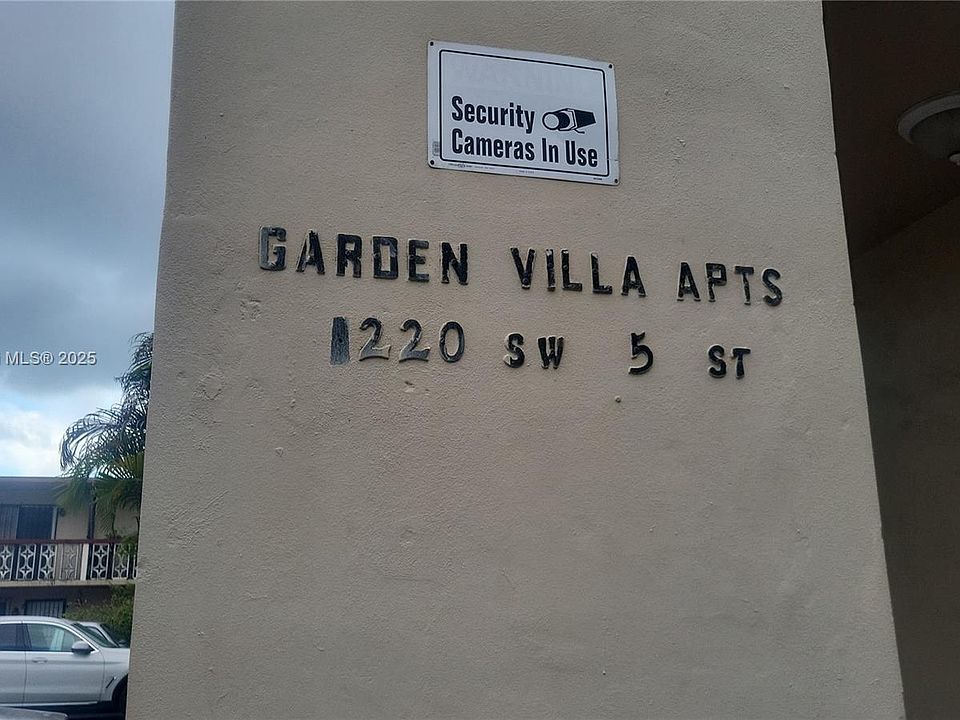 Security
Cameras In Use
GARDEN VILLA APTS
1220 SW 5 ST
MLS® 2025